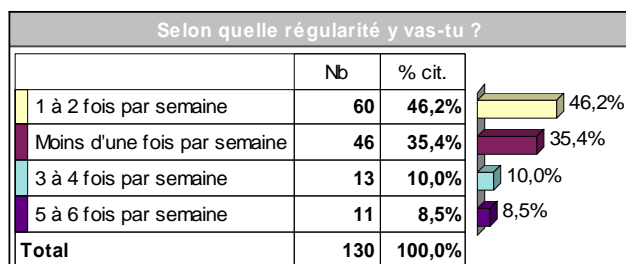 Selon quelle régularité y vas-tu ?
Nb % cit.
1 à 2 fois par semaine 60 46,2% 46,2%
Moins d'une fois par semaine 46 35,4% 35,4%
3 à 4 fois par semaine 13 10,0% 10,0%
5 à 6 fois par semaine 11 8,5% 8,5%
Total 130 100,0%